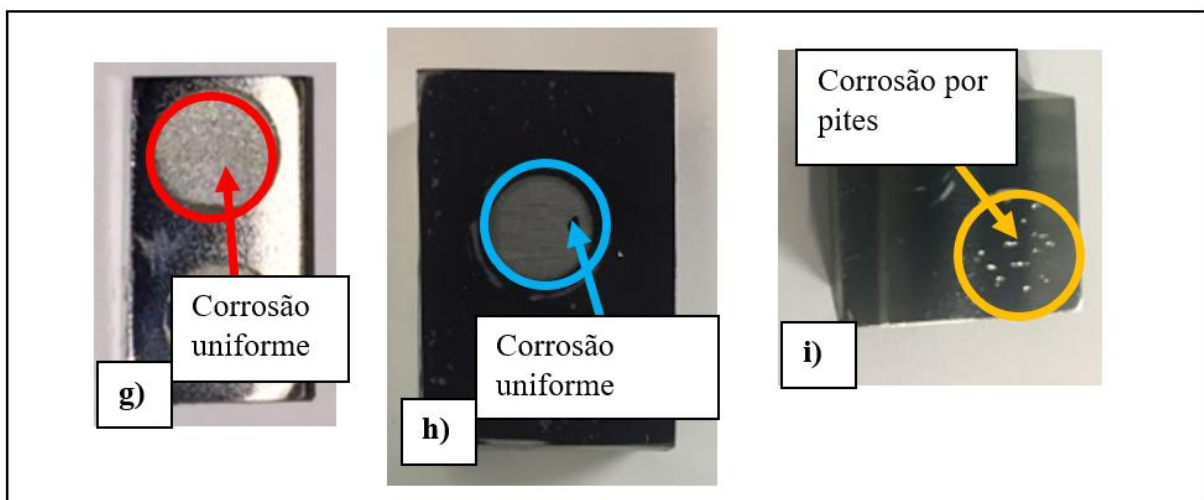 Corrosão
uniforme
g)
Corrosão
uniforme
h)
Corrosão por
pites
i)